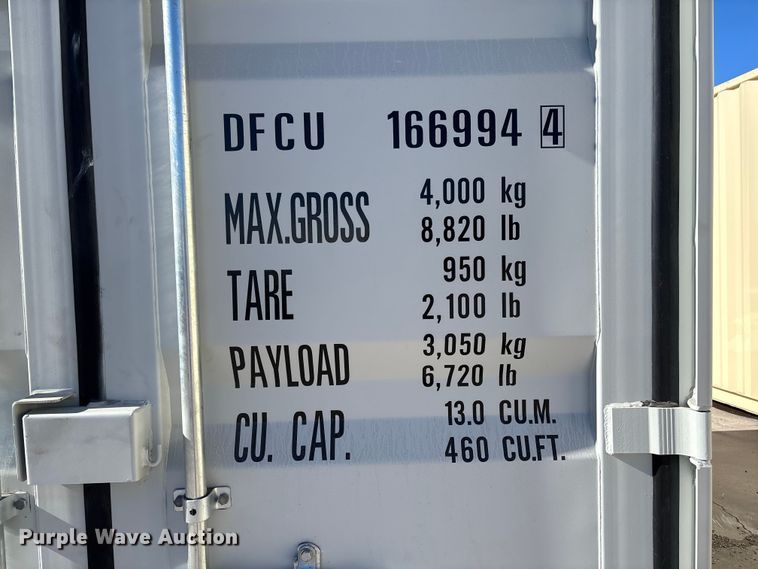 DFCU 166994 4
MAX.GROSS 4,000 kg
8,820 lb
TARE 950 kg
2,100 lb
PAYLOAD 3,050 kg
6,720 lb
CU. CAP. 13.0 CU.M.
460 CU.FT.
Purple Wave Auction